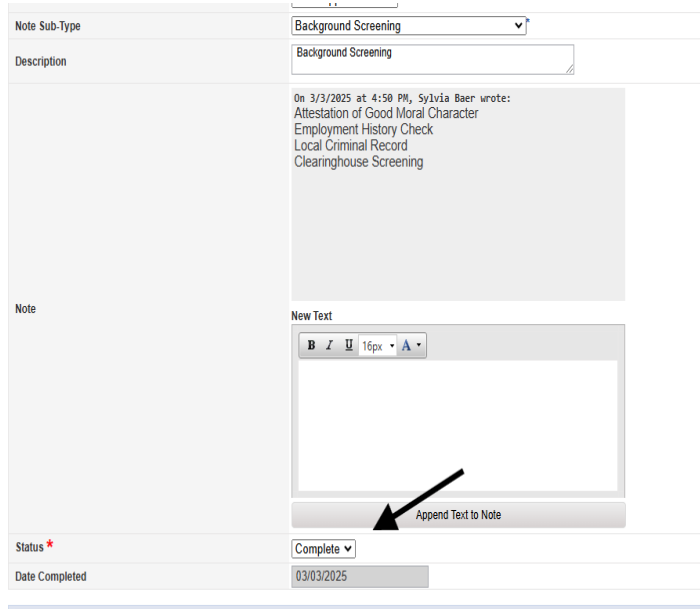 Note Sub-Type
Background Screening
*
Description
Background Screening
On 3/3/2025 at 4:50 PM, Sylvia Baer wrote:
Attestation of Good Moral Character
Employment History Check
Local Criminal Record
Clearinghouse Screening
Note
New Text
B I U 16px A
Append Text to Note
Status *
Complete
Date Completed
03/03/2025